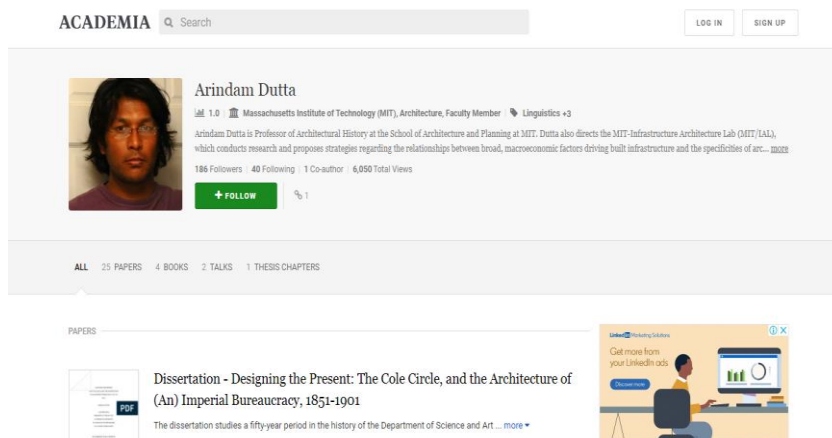 ACADEMIA Search LOG IN SIGN UP
Arindam Dutta
1.0 Massachusetts Institute of Technology (MIT), Architecture, Faculty Member Linguistics +3
Arindam Dutta is Professor of Architectural History at the School of Architecture and Planning at MIT. Dutta also directs the MIT-Infrastructure Architecture Lab (MIT/IAL),
which conducts research and proposes strategies regarding the relationships between broad, macroeconomic factors driving built infrastructure and the specificities of arc... more
186 Followers | 40 Following | 1 Co-author | 6,050 Total Views
+ FOLLOW 1
ALL 25 PAPERS 4 BOOKS 2 TALKS 1 THESIS CHAPTERS
PAPERS
Dissertation - Designing the Present: The Cole Circle, and the Architecture of
(An) Imperial Bureaucracy, 1851-1901
PDF
The dissertation studies a fifty-year period in the history of the Department of Science and Art ... more
LinkedIn Marketing Solutions
Get more from
your LinkedIn ads
Discover more